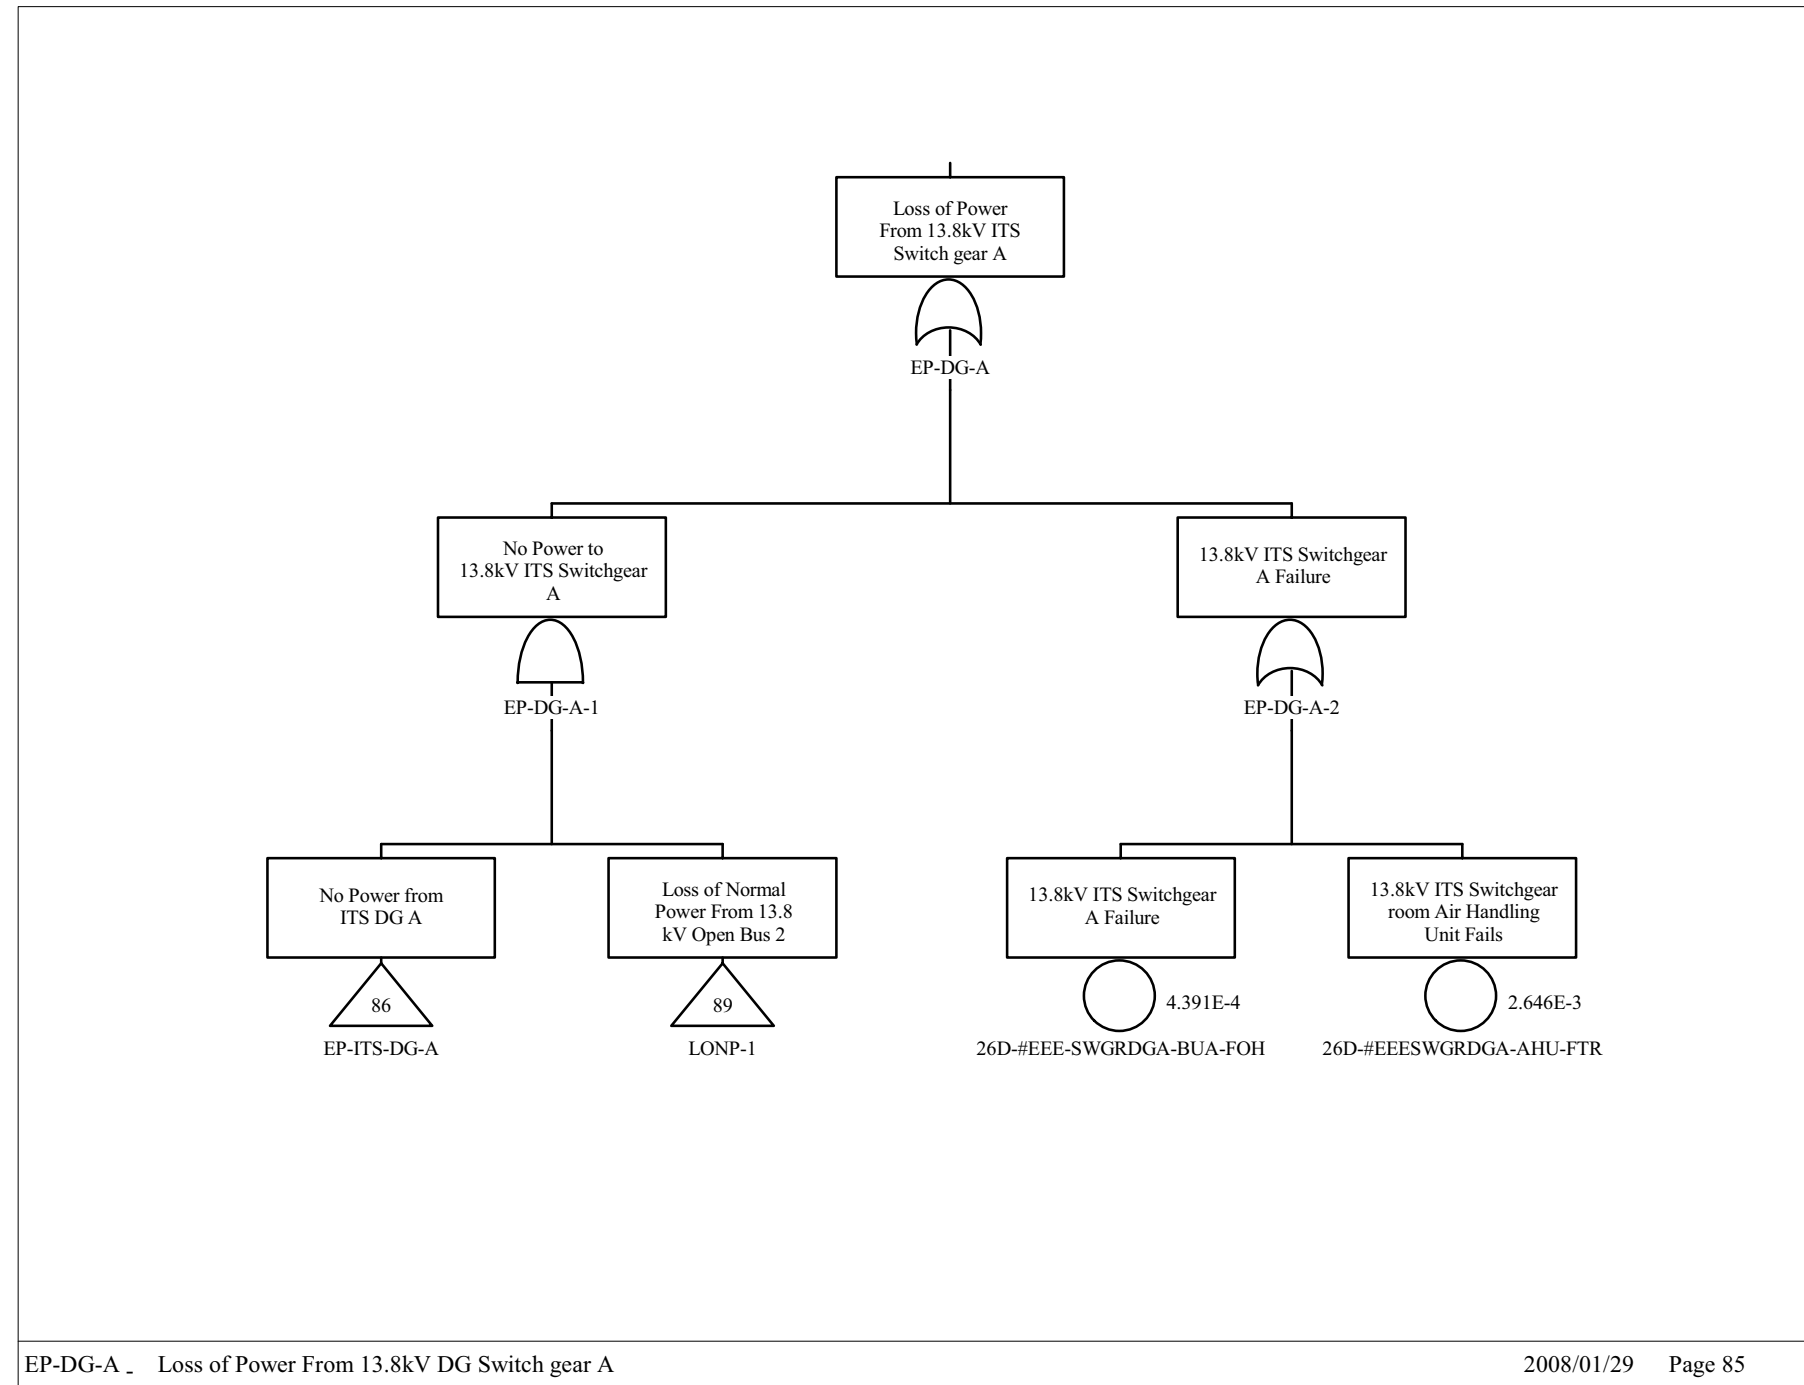 Loss of Power
From 13.8kV ITS
Switch gear A
EP-DG-A
No Power to
13.8kV ITS Switchgear
A
EP-DG-A-1
13.8kV ITS Switchgear
A Failure
EP-DG-A-2
No Power from
ITS DG A
86
EP-ITS-DG-A
Loss of Normal
Power From 13.8
kV Open Bus 2
89
LONP-1
13.8kV ITS Switchgear
A Failure
4.391E-4
26D-#EEE-SWGRDGA-BUA-FOH
13.8kV ITS Switchgear
room Air Handling
Unit Fails
2.646E-3
26D-#EEESWGRDGA-AHU-FTR
EP-DG-A - Loss of Power From 13.8kV DG Switch gear A 2008/01/29 Page 85